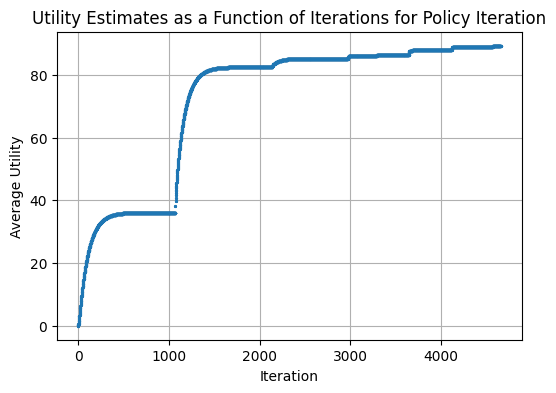 Utility Estimates as a Function of Iterations for Policy Iteration
80
60
40
20
0
Average Utility
0 1000 2000 3000 4000
Iteration